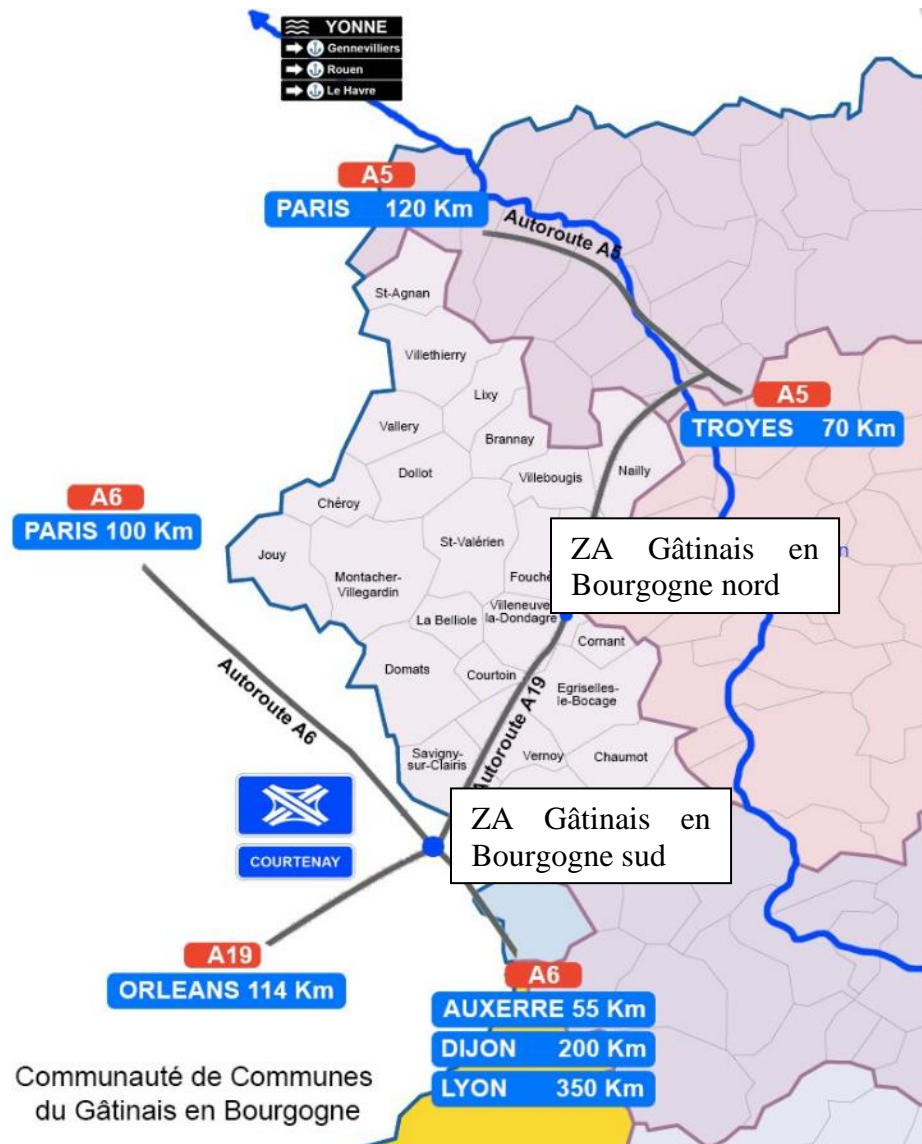 YONNE
Gennevilliers
Rouen
Le Havre
A5
PARIS 120 Km
Autoroute A5
St-Agnan
Villethierry
Lixy
A5
TROYES 70 Km
Vallery
Brannay
Dollot
Villebougis
Nailly
A6
PARIS 100 Km
Chéroy
St-Valérien
Jouy
Montacher-
Villegardin
ZA Gâtinais en
Bourgogne nord
La Belliole
la-Dondagre
Cornant
Domats
Courtoin
Egriselles-
le-Bocage
Autoroute A6
Autoroute A19
Savigny-
sur-Clairis
Vernoy
Chaumot
COURTENAY
ZA Gâtinais en
Bourgogne sud
A19
ORLEANS 114 Km
A6
AUXERRE 55 Km
DIJON 200 Km
LYON 350 Km
Communauté de Communes
du Gâtinais en Bourgogne